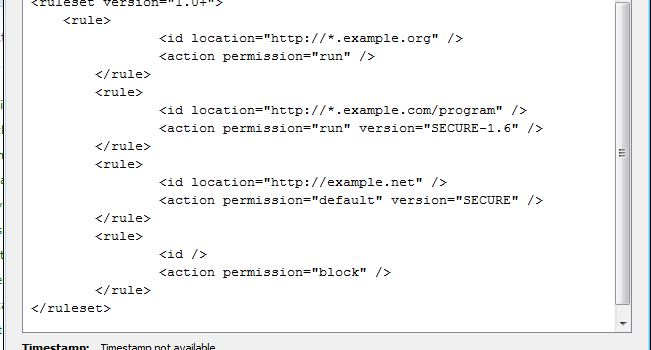 <ruleset version="1.0+">
<rule>
<id location="http://*.example.org" />
<action permission="run" />
</rule>
<rule>
<id location="http://*.example.com/program" />
<action permission="run" version="SECURE-1.6" />
</rule>
<rule>
<id location="http://example.net" />
<action permission="default" version="SECURE" />
</rule>
<rule>
<id />
<action permission="block" />
</rule>
</ruleset>
Timestamp: Timestamp not available